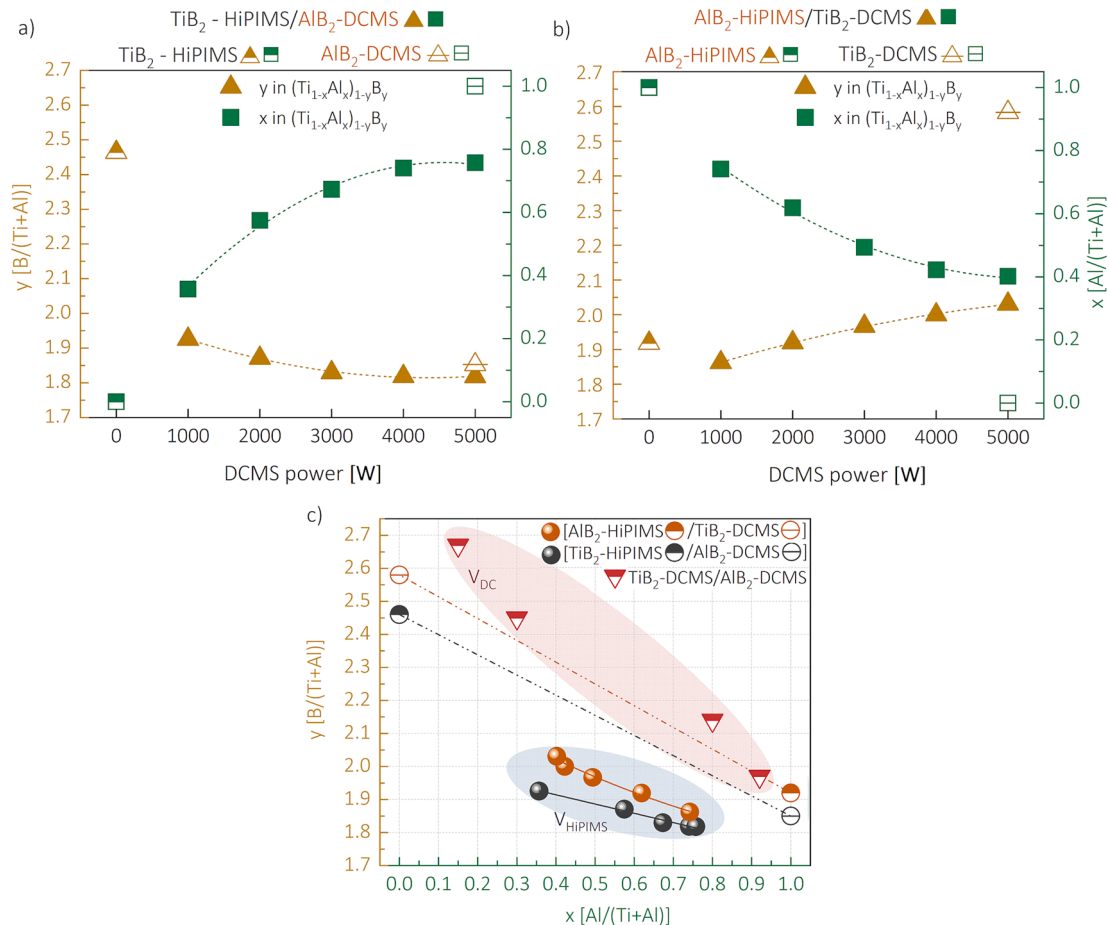 a)
TiB2 - HiPIMS/AlB2-DCMS
TiB2 - HiPIMS
AlB2-DCMS
y in (Ti1-xAlx)1-yBy
x in (Ti1-xAlx)1-yBy
2.7
2.6
2.5
2.4
2.3
2.2
2.1
2.0
1.9
1.8
1.7
y [B/(Ti+Al)]
1.0
0.8
0.6
0.4
0.2
0.0
0
1000
2000
3000
4000
5000
DCMS power [W]
b)
AlB2-HiPIMS/TiB2-DCMS
AlB2-HiPIMS
TiB2-DCMS
y in (Ti1-xAlx)1-yBy
x in (Ti1-xAlx)1-yBy
2.7
2.6
2.5
2.4
2.3
2.2
2.1
2.0
1.9
1.8
1.7
1.0
0.8
0.6
0.4
0.2
0.0
x [Al/(Ti+Al)]
0
1000
2000
3000
4000
5000
DCMS power [W]
c)
[AlB2-HiPIMS /TiB2-DCMS ]
[TiB2-HiPIMS /AlB2-DCMS ]
TiB2-DCMS/AlB2-DCMS
VDC
VHiPIMS
2.7
2.6
2.5
2.4
2.3
2.2
2.1
2.0
1.9
1.8
1.7
y [B/(Ti+Al)]
0.0 0.1 0.2 0.3 0.4 0.5 0.6 0.7 0.8 0.9 1.0
x [Al/(Ti+Al)]